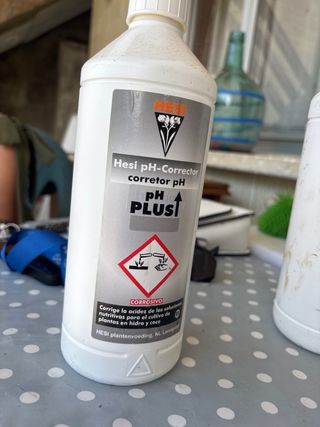 HESI
Hesi pH-Corrector
corretor pH
pH
PLUS
CORROSIVO
Corrige la acidez de las soluciones
nutritivas para el cultivo de
plantas en hidro y coco
HESI plantenvoeding, NL